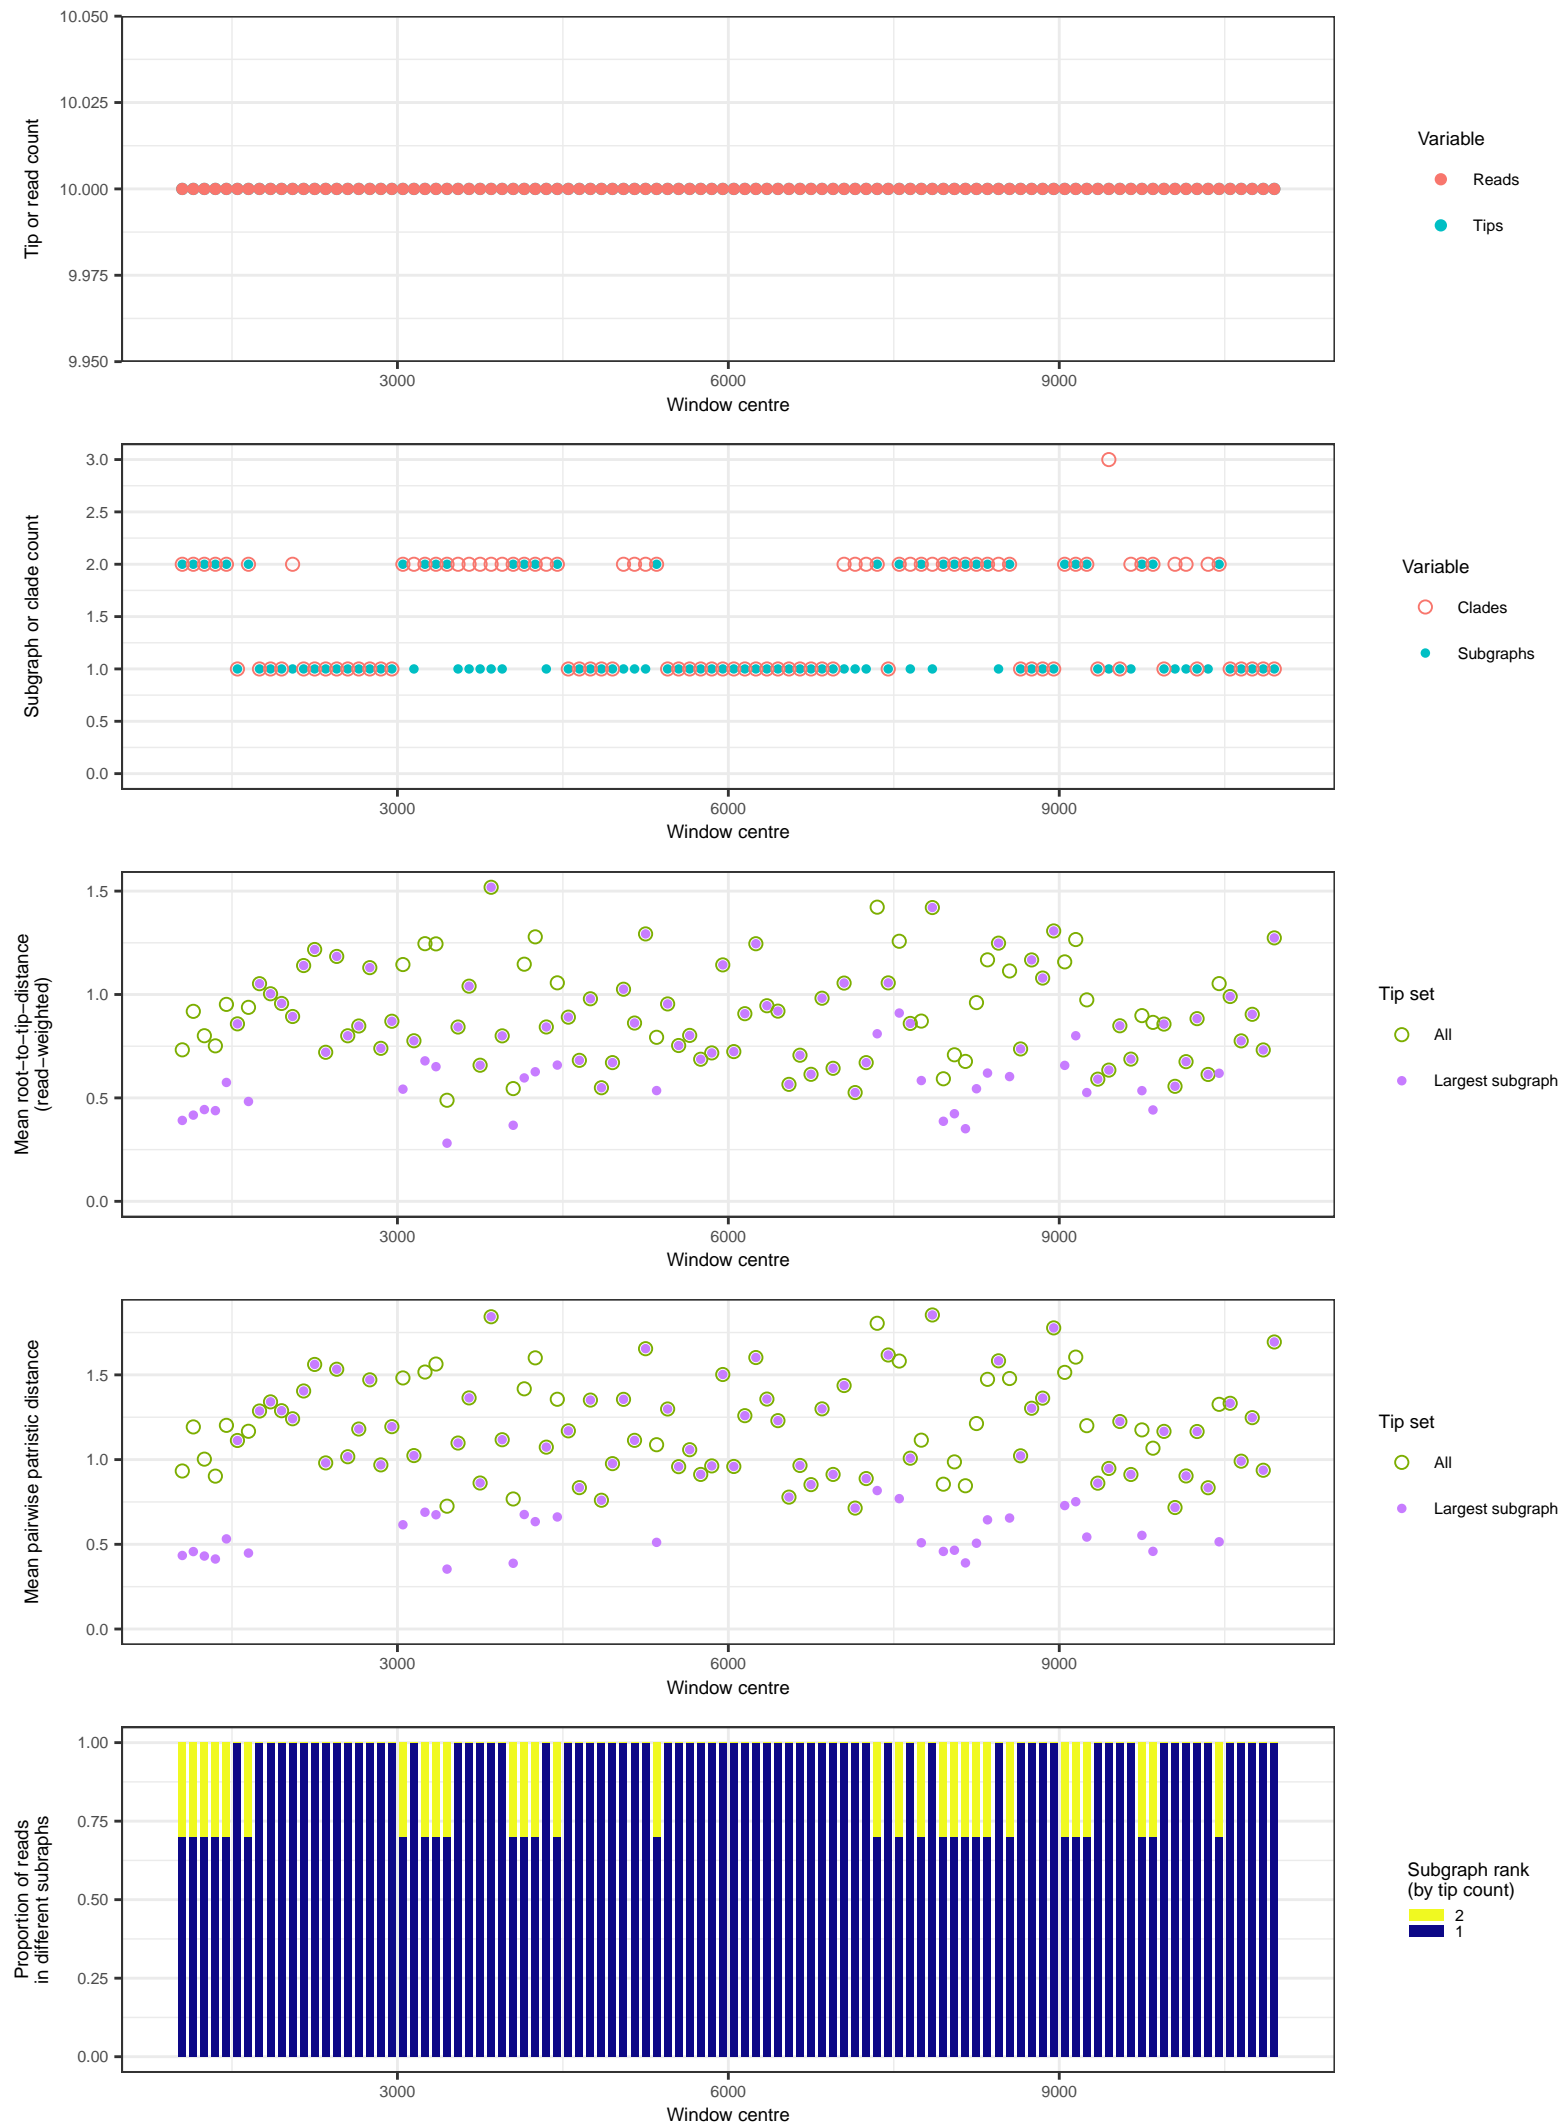 10.050
10.025
10.000
9.975
9.950
Tip or read count
3000 6000 9000
Window centre
Variable
Reads
Tips
3.0
2.5
2.0
1.5
1.0
0.5
0.0
Subgraph or clade count
3000 6000 9000
Window centre
Variable
Clades
Subgraphs
1.5
1.0
0.5
0.0
Mean root−to−tip−distance
(read−weighted)
3000 6000 9000
Window centre
Tip set
All
Largest subgraph
1.5
1.0
0.5
0.0
Mean pairwise patristic distance
3000 6000 9000
Window centre
Tip set
All
Largest subgraph
1.00
0.75
0.50
0.25
0.00
Proportion of reads
in different subraphs
3000 6000 9000
Window centre
Subgraph rank
(by tip count)
2
1